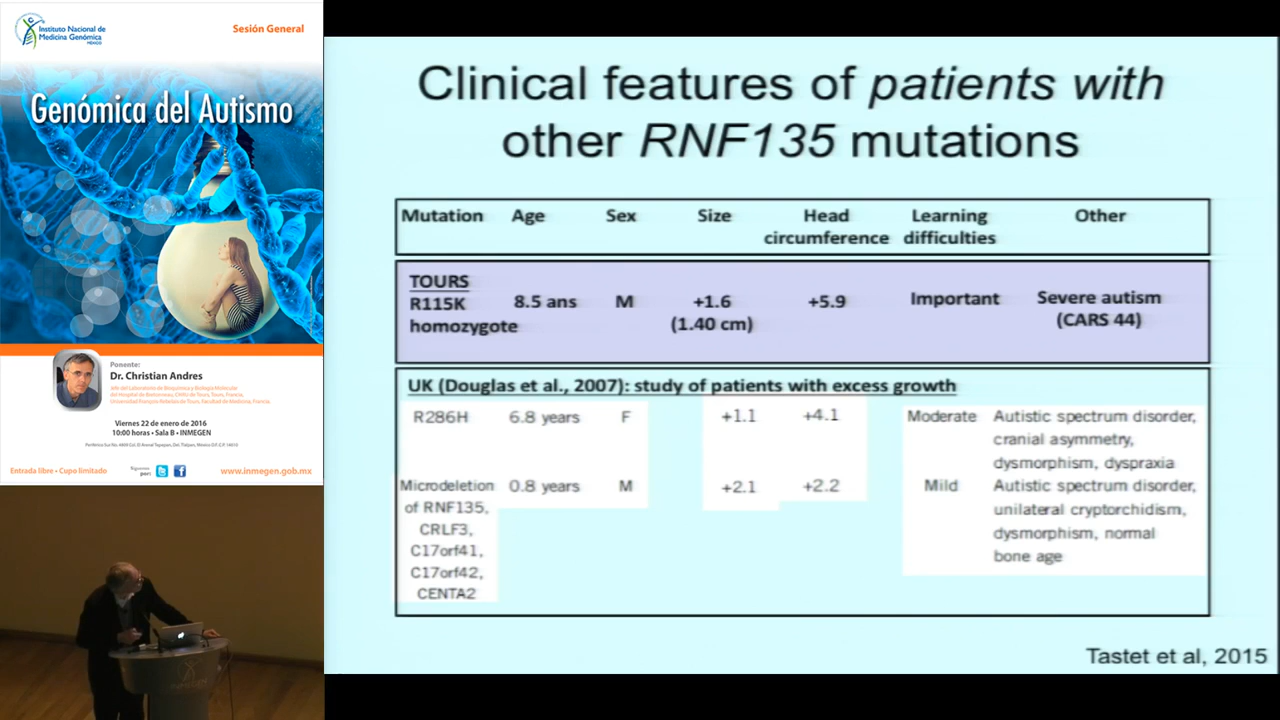 Instituto Nacional de
Medicina Genómica
MÉXICO
Sesión General
Genómica del Autismo
Ponente:
Dr. Christian Andres
Jefe del Laboratorio de Bioquímica y Biología Molecular
del Hospital de Bretonneau, CHRU de Tours, Tours, Francia.
Universidad François Rabelais de Tours, Facultad de Medicina, Francia.
Viernes 22 de enero de 2016
10:00 horas • Sala B • INMEGEN
Periférico Sur No. 4809 Col. El Arenal Tepepan, Del. Tlalpan, México D.F. C.P. 14610
Entrada libre • Cupo limitado
Síguenos
por:
www.inmegen.gob.mx
INMEGEN
Clinical features of patients with
other RNF135 mutations
Mutation Age Sex Size Head circumference Learning difficulties Other
TOURS
R115K homozygote 8.5 ans M +1.6 (1.40 cm) +5.9 Important Severe autism (CARS 44)
UK (Douglas et al., 2007): study of patients with excess growth
R286H 6.8 years F +1.1 +4.1 Moderate Autistic spectrum disorder,
cranial asymmetry,
dysmorphism, dyspraxia
Microdeletion 0.8 years M +2.1 +2.2 Mild Autistic spectrum disorder,
of RNF135, unilateral cryptorchidism,
CRLF3, dysmorphism, normal
C17orf41, bone age
C17orf42,
CENTA2
Tastet et al, 2015